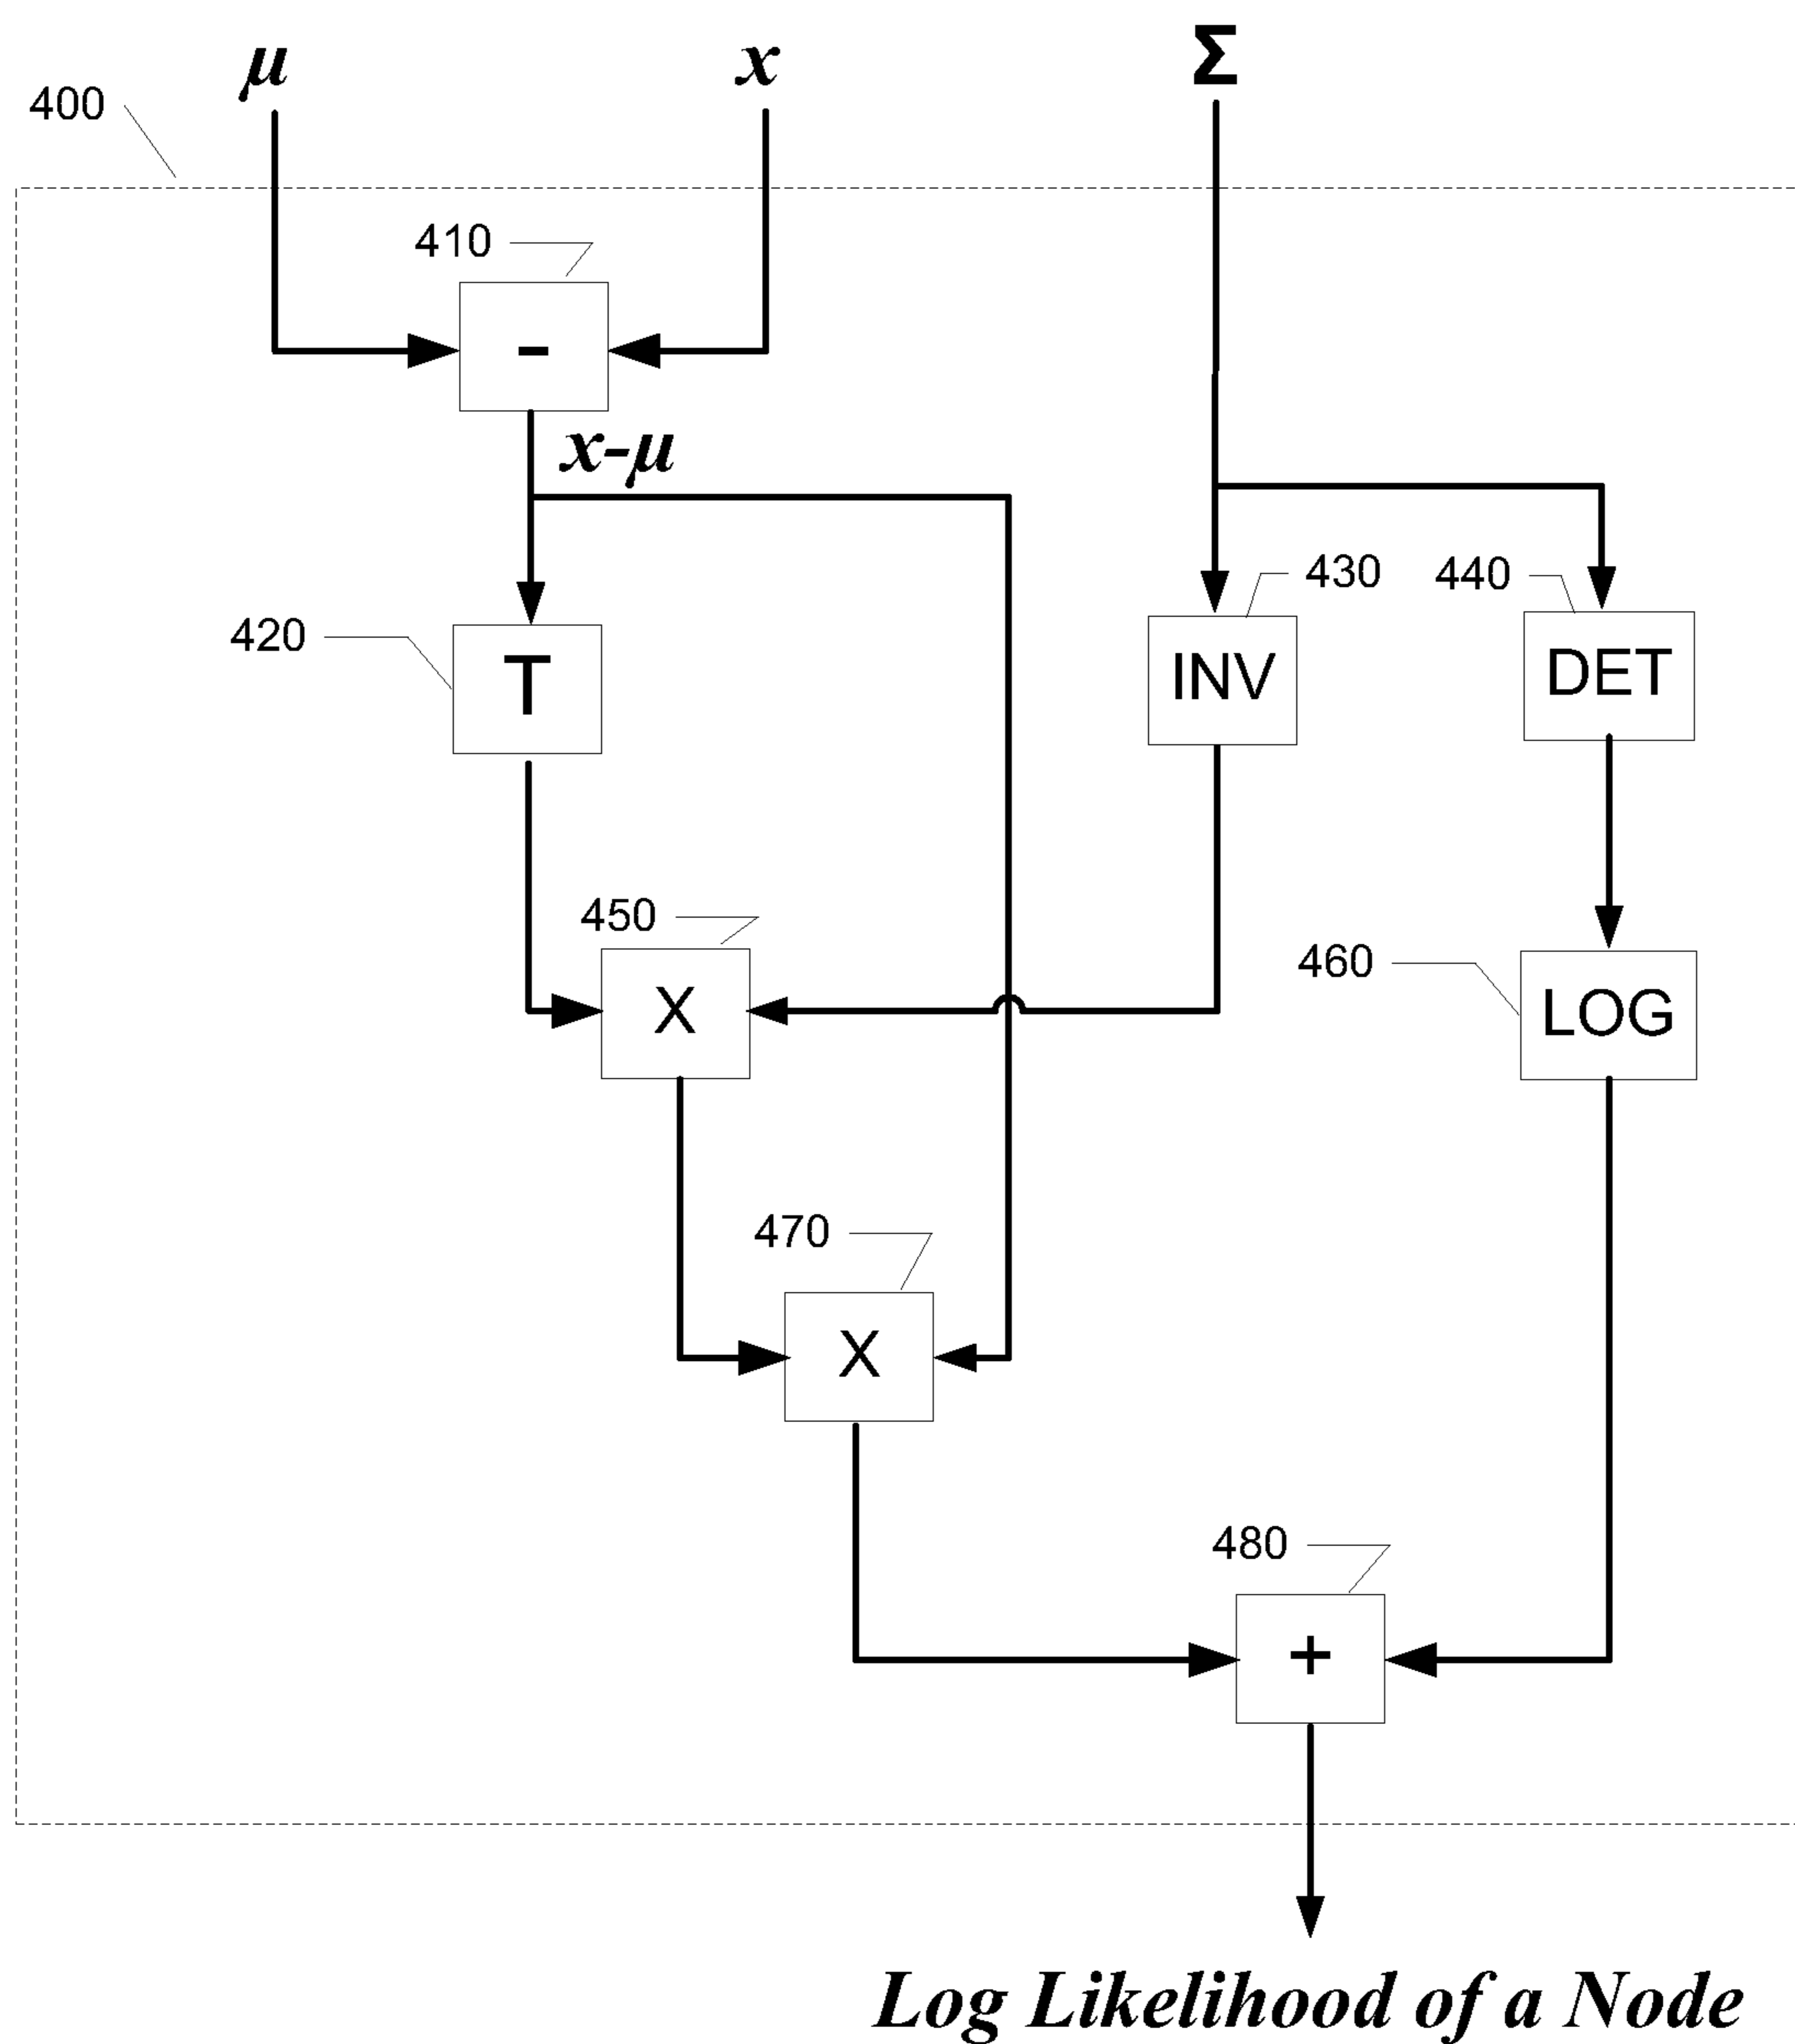 μ
x
Σ
400
410
-
x-μ
430
440
420
T
INV
DET
450
X
460
LOG
470
X
480
+
Log Likelihood of a Node